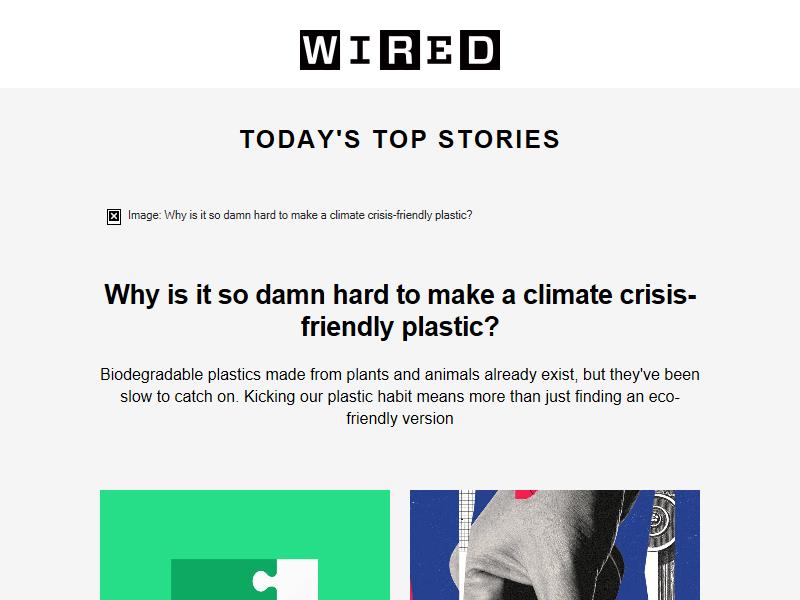 WIRED
TODAY'S TOP STORIES
Image: Why is it so damn hard to make a climate crisis-friendly plastic?
Why is it so damn hard to make a climate crisis-
friendly plastic?
Biodegradable plastics made from plants and animals already exist, but they've been
slow to catch on. Kicking our plastic habit means more than just finding an eco-
friendly version